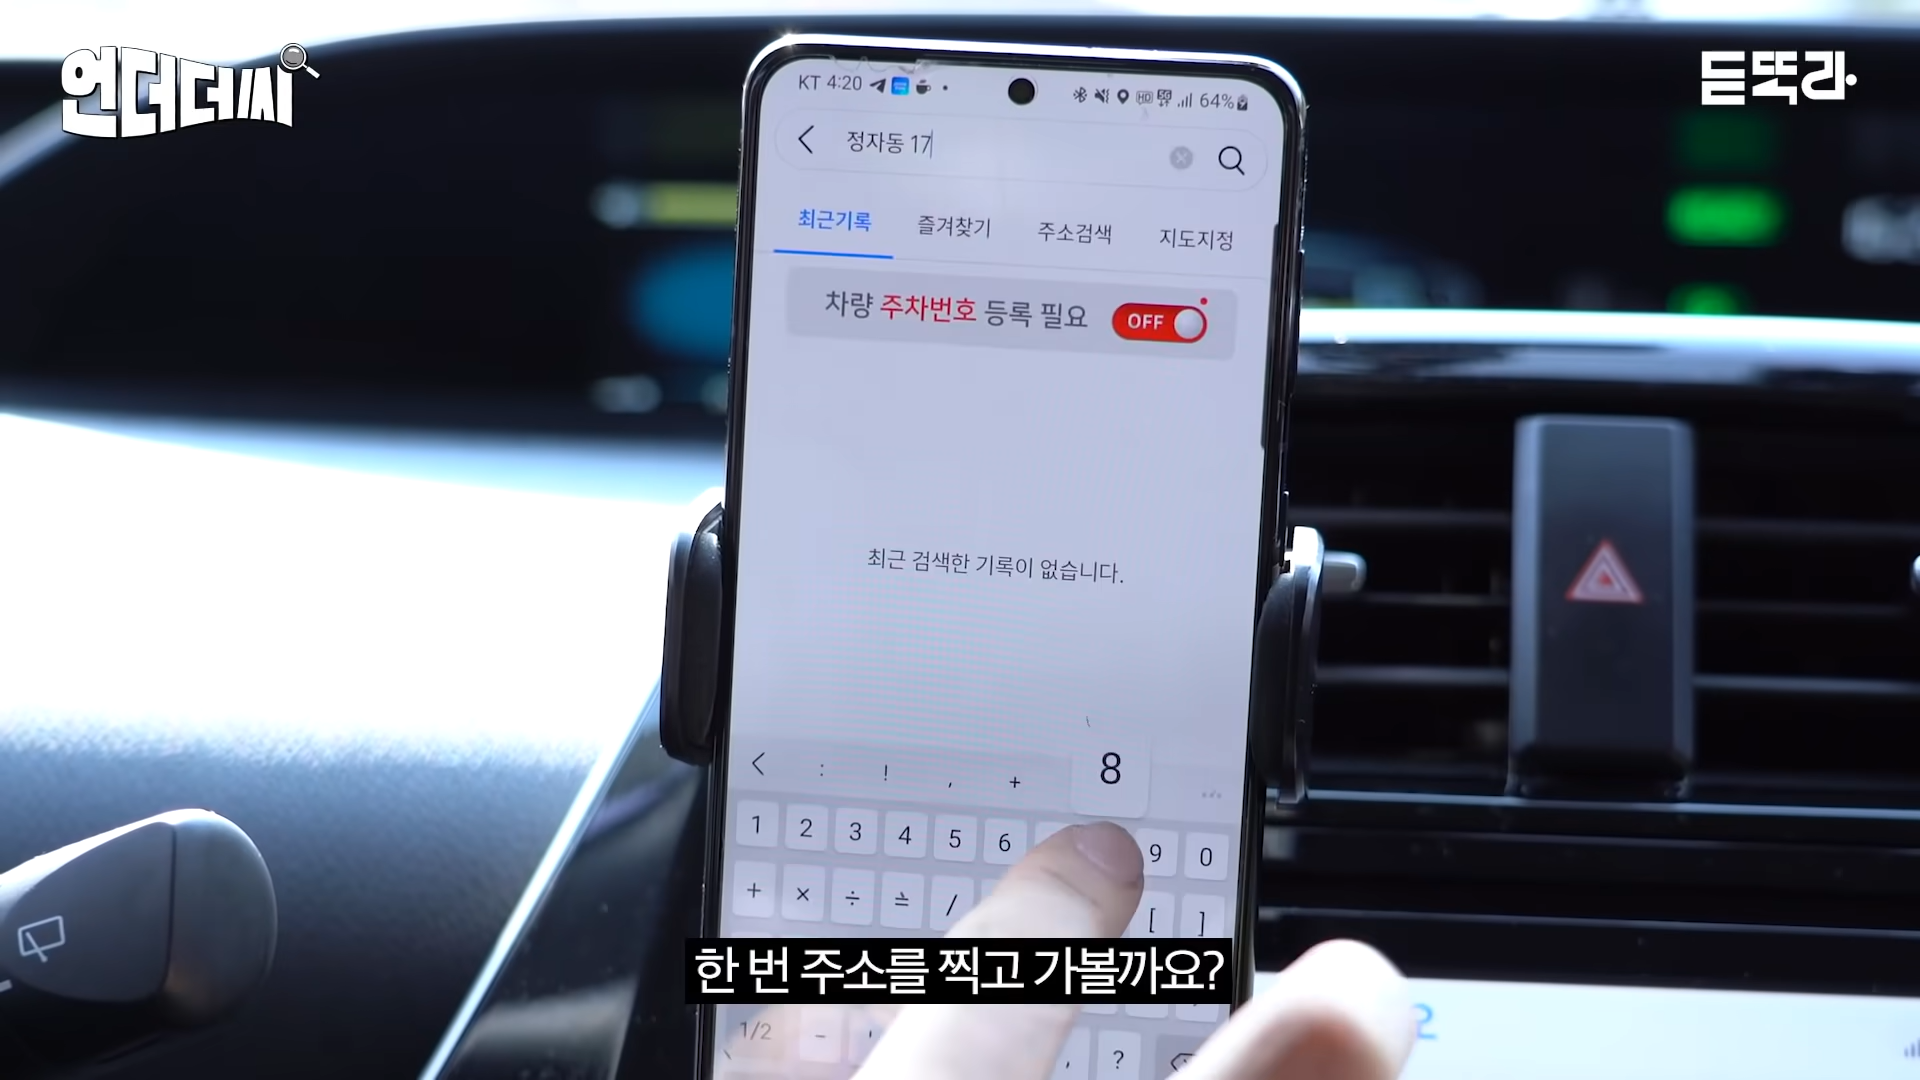 언더더씨
듣똑라
KT 4:20
64%
정자동 17
최근기록 즐겨찾기 주소검색 지도지정
차량 주차번호 등록 필요 OFF
최근 검색한 기록이 없습니다.
: ! , +
8
1 2 3 4 5 6 9 0
+ × ÷ ≟ / [ ]
한 번 주소를 찍고 가볼까요?
1/2 - ' , ?